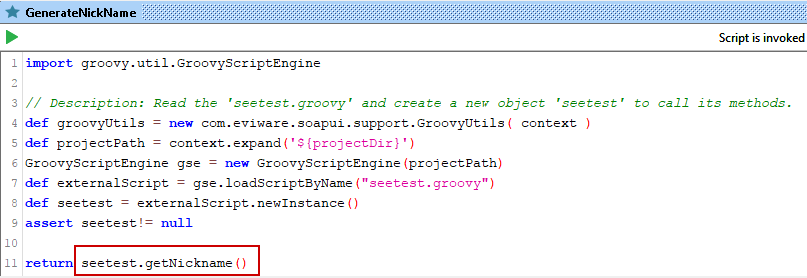 GenerateNickName
Script is invoked
1 import groovy.util.GroovyScriptEngine
2
3 // Description: Read the 'seetest.groovy' and create a new object 'seetest' to call its methods.
4 def groovyUtils = new com.eviware.soapui.support.GroovyUtils( context )
5 def projectPath = context.expand('${projectDir}')
6 GroovyScriptEngine gse = new GroovyScriptEngine(projectPath)
7 def externalScript = gse.loadScriptByName("seetest.groovy")
8 def seetest = externalScript.newInstance()
9 assert seetest!= null
10
11 return seetest.getNickname()